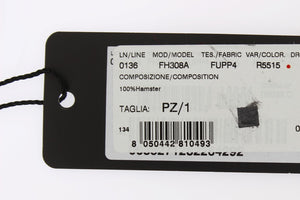 LN/LINE MOD/MODEL TES./FABRIC VAR/COLOR. DR
0136 FH308A FUPP4 R5515
COMPOSIZIONE/COMPOSITION
100%Hamster
TAGLIA: PZ/1
134
8 050442 810493